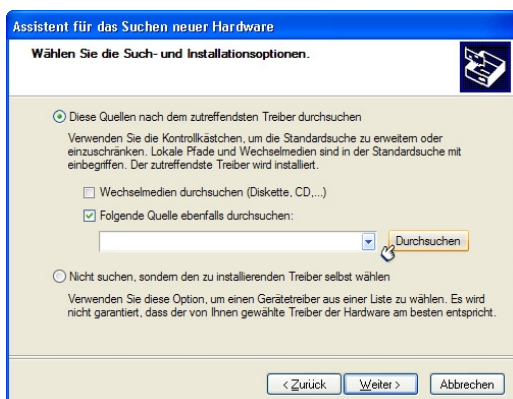 Assistent für das Suchen neuer Hardware
Wählen Sie die Such- und Installationsoptionen.
Diese Quellen nach dem zutreffendsten Treiber durchsuchen
Verwenden Sie die Kontrollkästchen, um die Standardsuche zu erweitern oder
einzuschränken. Lokale Pfade und Wechselmedien sind in der Standardsuche mit
einbegriffen. Der zutreffendste Treiber wird installiert.
Wechselmedien durchsuchen (Diskette, CD,...)
Folgende Quelle ebenfalls durchsuchen:
Durchsuchen
Nicht suchen, sondern den zu installierenden Treiber selbst wählen
Verwenden Sie diese Option, um einen Gerätetreiber aus einer Liste zu wählen. Es wird
nicht garantiert, dass der von Ihnen gewählte Treiber der Hardware am besten entspricht.
< Zurück Weiter > Abbrechen